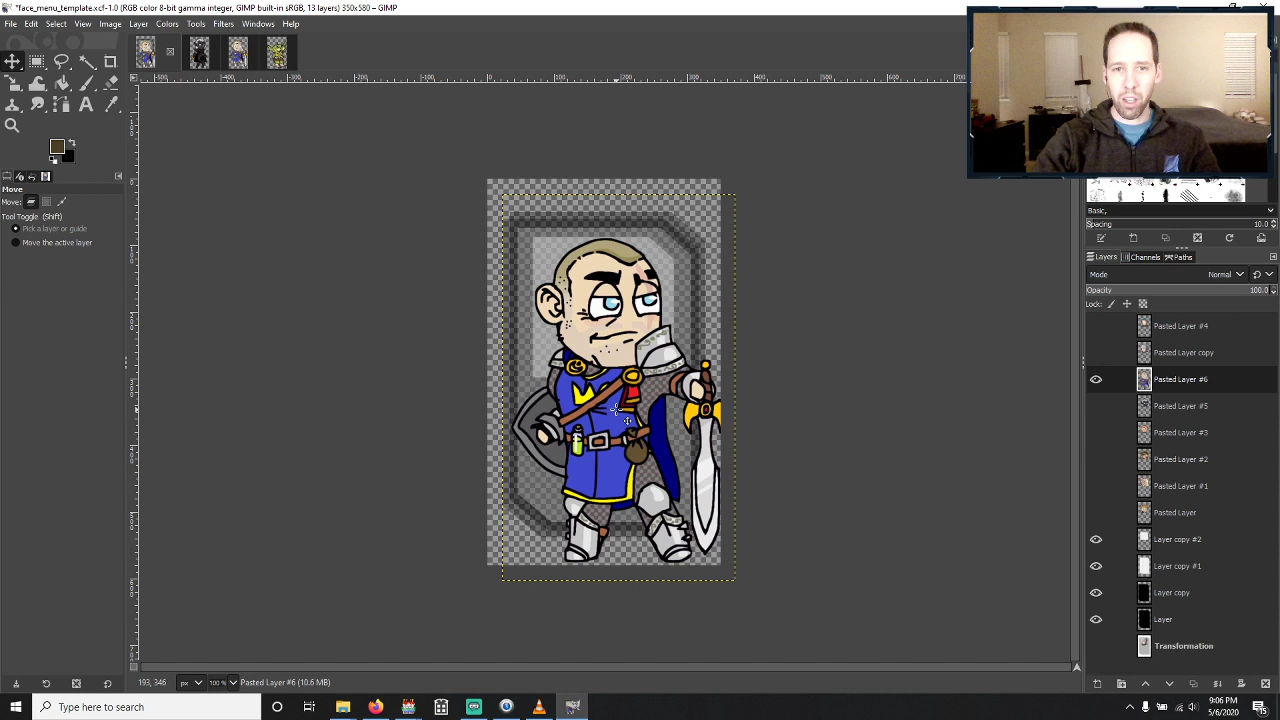 *face_menu_template.xcf-1.0 (RGB color 8-bit gamma integer, GIMP built-in sRGB, 13 layers) 350x580 – GIMP
File Edit Select View Image Layer Colors Tools Filters Windows Help
Move
Move:
Tool Toggle (Shift)
Pick a layer or guide
Move the active layer
Basic,
Spacing 10.0
Layers Channels Paths
Mode Normal
Opacity 100.0
Lock:
Pasted Layer #4
Pasted Layer copy
Pasted Layer #6
Pasted Layer #5
Pasted Layer #3
Pasted Layer #2
Pasted Layer #1
Pasted Layer
Layer copy #2
Layer copy #1
Layer copy
Layer
Transformation
193, 346 px 100 % Pasted Layer #6 (10.6 MB)
Type here to search
9:06 PM
5/6/2020